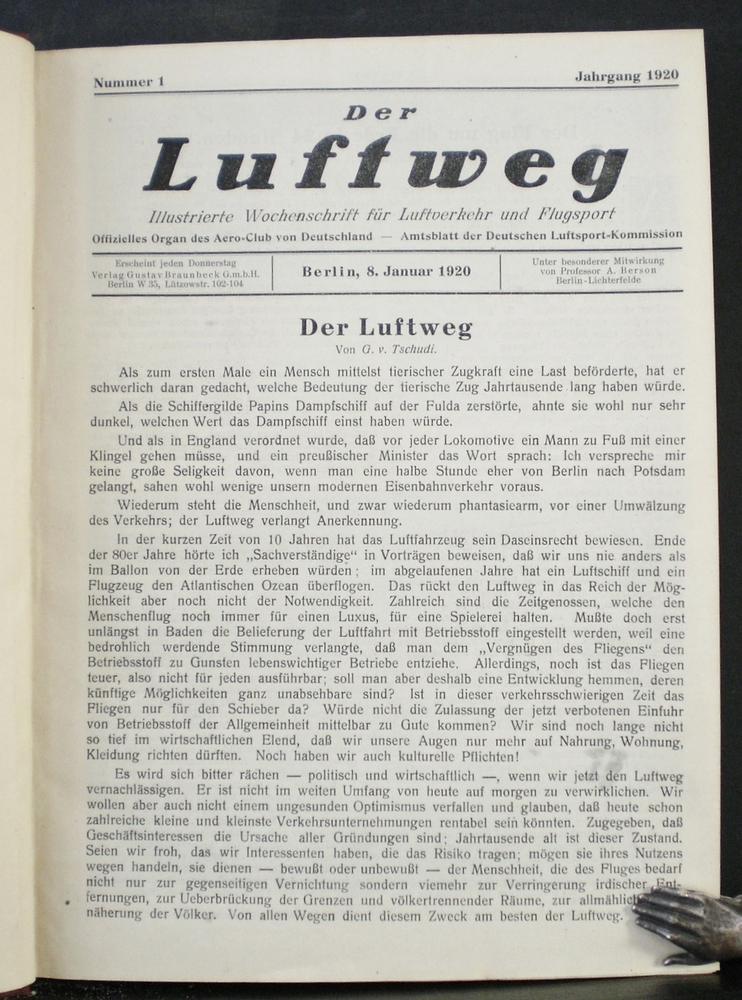 Nummer 1
Jahrgang 1920
Der
Luftweg
Illustrierte Wochenschrift für Luftverkehr und Flugsport
Offizielles Organ des Aero-Club von Deutschland — Amtsblatt der Deutschen Luftsport-Kommission
Erscheint jeden Donnerstag
Verlag Gustav Braunbeck G.m.b.H.
Berlin W 35, Lützowstr. 102-104
Berlin, 8. Januar 1920
Unter besonderer Mitwirkung
von Professor A. Berson
Berlin-Lichterfelde
Der Luftweg
Von G. v. Tschudi.
Als zum ersten Male ein Mensch mittelst tierischer Zugkraft eine Last beförderte, hat er
schwerlich daran gedacht, welche Bedeutung der tierische Zug Jahrtausende lang haben würde.
Als die Schiffergilde Papins Dampfschiff auf der Fulda zerstörte, ahnte sie wohl nur sehr
dunkel, welchen Wert das Dampfschiff einst haben würde.
Und als in England verordnet wurde, daß vor jeder Lokomotive ein Mann zu Fuß mit einer
Klingel gehen müsse, und ein preußischer Minister das Wort sprach: Ich verspreche mir
keine große Seligkeit davon, wenn man eine halbe Stunde eher von Berlin nach Potsdam
gelangt, sahen wohl wenige unsern modernen Eisenbahnverkehr voraus.
Wiederum steht die Menschheit, und zwar wiederum phantasiearm, vor einer Umwälzung
des Verkehrs; der Luftweg verlangt Anerkennung.
In der kurzen Zeit von 10 Jahren hat das Luftfahrzeug sein Daseinsrecht bewiesen. Ende
der 80er Jahre hörte ich „Sachverständige“ in Vorträgen beweisen, daß wir uns nie anders als
im Ballon von der Erde erheben würden; im abgelaufenen Jahre hat ein Luftschiff und ein
Flugzeug den Atlantischen Ozean überflogen. Das rückt den Luftweg in das Reich der Mög-
lichkeit aber noch nicht der Notwendigkeit. Zahlreich sind die Zeitgenossen, welche den
Menschenflug noch immer für einen Luxus, für eine Spielerei halten. Mußte doch erst
unlängst in Baden die Belieferung der Luftfahrt mit Betriebsstoff eingestellt werden, weil eine
bedrohlich werdende Stimmung verlangte, daß man dem „Vergnügen des Fliegens“ den
Betriebsstoff zu Gunsten lebenswichtiger Betriebe entziehe. Allerdings, noch ist das Fliegen
teuer, also nicht für jeden ausführbar; soll man aber deshalb eine Entwicklung hemmen, deren
künftige Möglichkeiten ganz unabsehbare sind? Ist in dieser verkehrsschwierigen Zeit das
Fliegen nur für den Schieber da? Würde nicht die Zulassung der jetzt verbotenen Einfuhr
von Betriebsstoff der Allgemeinheit mittelbar zu Gute kommen? Wir sind noch lange nicht
so tief im wirtschaftlichen Elend, daß wir unsere Augen nur mehr auf Nahrung, Wohnung,
Kleidung richten dürften. Noch haben wir auch kulturelle Pflichten!
Es wird sich bitter rächen — politisch und wirtschaftlich —, wenn wir jetzt den Luftweg
vernachlässigen. Er ist nicht im weiten Umfang von heute auf morgen zu verwirklichen. Wir
wollen aber auch nicht einem ungesunden Optimismus verfallen und glauben, daß heute schon
zahlreiche kleine und kleinste Verkehrsunternehmungen rentabel sein könnten. Zugegeben, daß
Geschäftsinteressen die Ursache aller Gründungen sind; Jahrtausende alt ist dieser Zustand.
Seien wir froh, das wir Interessenten haben, die das Risiko tragen; mögen sie ihres Nutzens
wegen handeln, sie dienen — bewußt oder unbewußt — der Menschheit, die des Fluges bedarf
nicht nur zur gegenseitigen Vernichtung sondern viemehr zur Verringerung irdischer Ent-
fernungen, zur Ueberbrückung der Grenzen und völkertrennender Räume, zur allmählich
näherung der Völker. Von allen Wegen dient diesem Zweck am besten der Luftweg.